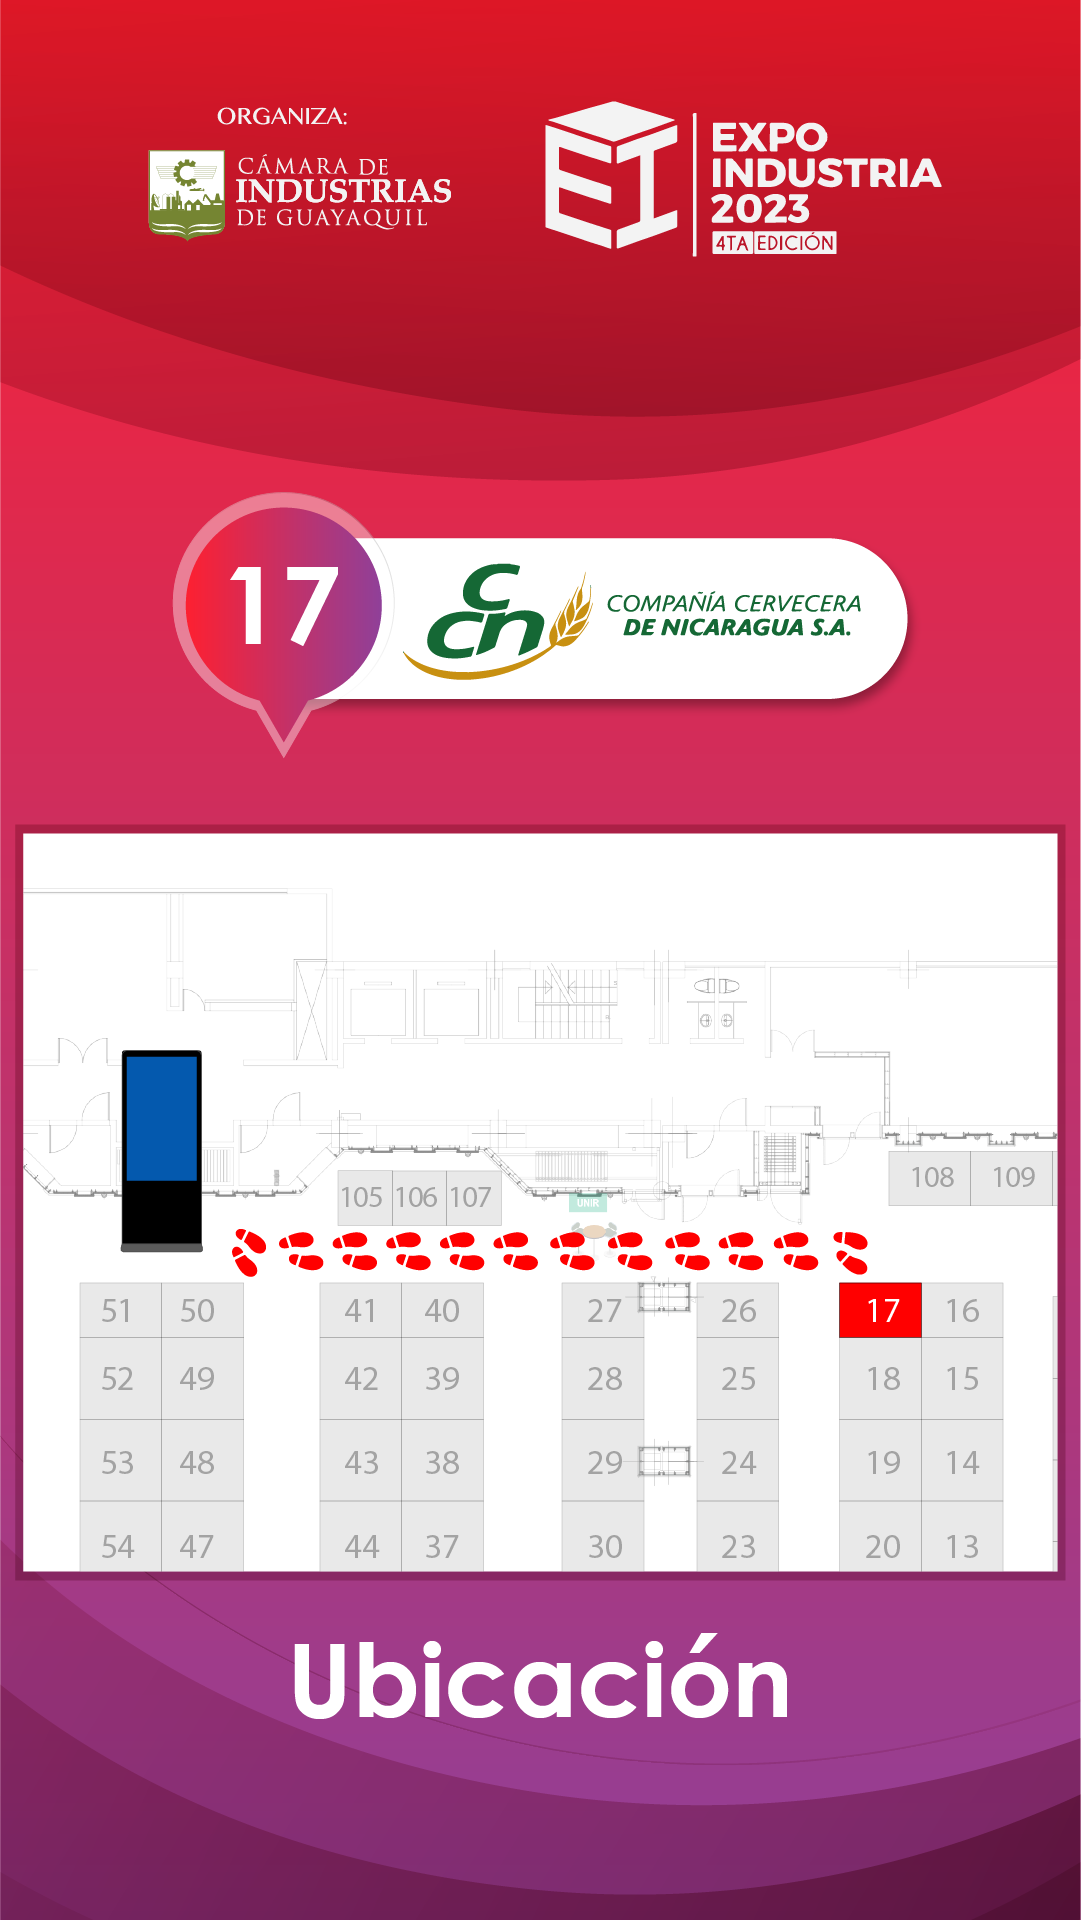 ORGANIZA:
CÁMARA DE
INDUSTRIAS
DE GUAYAQUIL
EI
EXPO
INDUSTRIA
2023
4TA EDICIÓN
17
ccn
COMPAÑÍA CERVECERA
DE NICARAGUA S.A.
108 109
105 106 107
UNIR
51 50 41 40 27 26 17 16
52 49 42 39 28 25 18 15
53 48 43 38 29 24 19 14
54 47 44 37 30 23 20 13
Ubicación